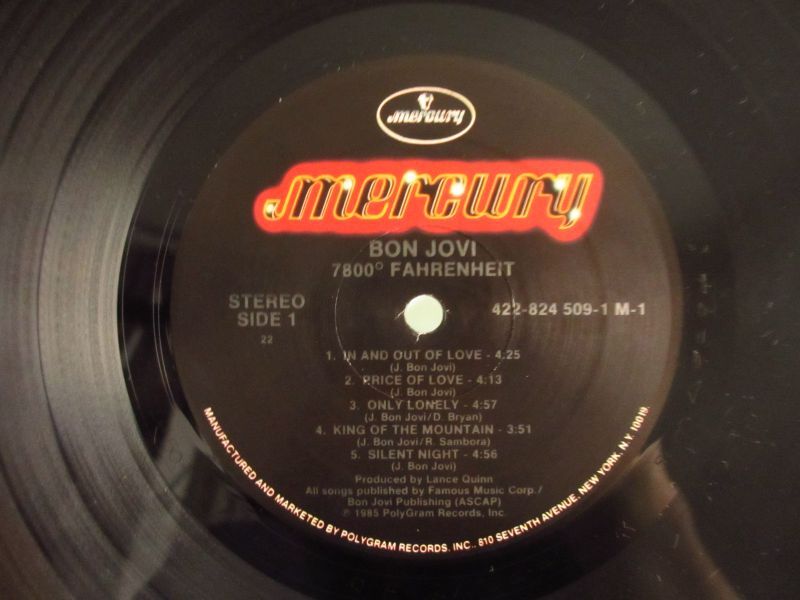 mercury
mercury
BON JOVI
7800° FAHRENHEIT
STEREO
SIDE 1
422-824 509-1 M-1
22
1. IN AND OUT OF LOVE - 4:25
(J. Bon Jovi)
2. PRICE OF LOVE - 4:13
(J. Bon Jovi)
3. ONLY LONELY - 4:57
(J. Bon Jovi/D. Bryan)
4. KING OF THE MOUNTAIN - 3:51
(J. Bon Jovi/R. Sambora)
5. SILENT NIGHT - 4:56
(J. Bon Jovi)
Produced by Lance Quinn
All songs published by Famous Music Corp./
Bon Jovi Publishing (ASCAP)
℗ 1985 PolyGram Records, Inc.
MANUFACTURED AND MARKETED BY POLYGRAM RECORDS, INC., 810 SEVENTH AVENUE, NEW YORK, N.Y. 10019.